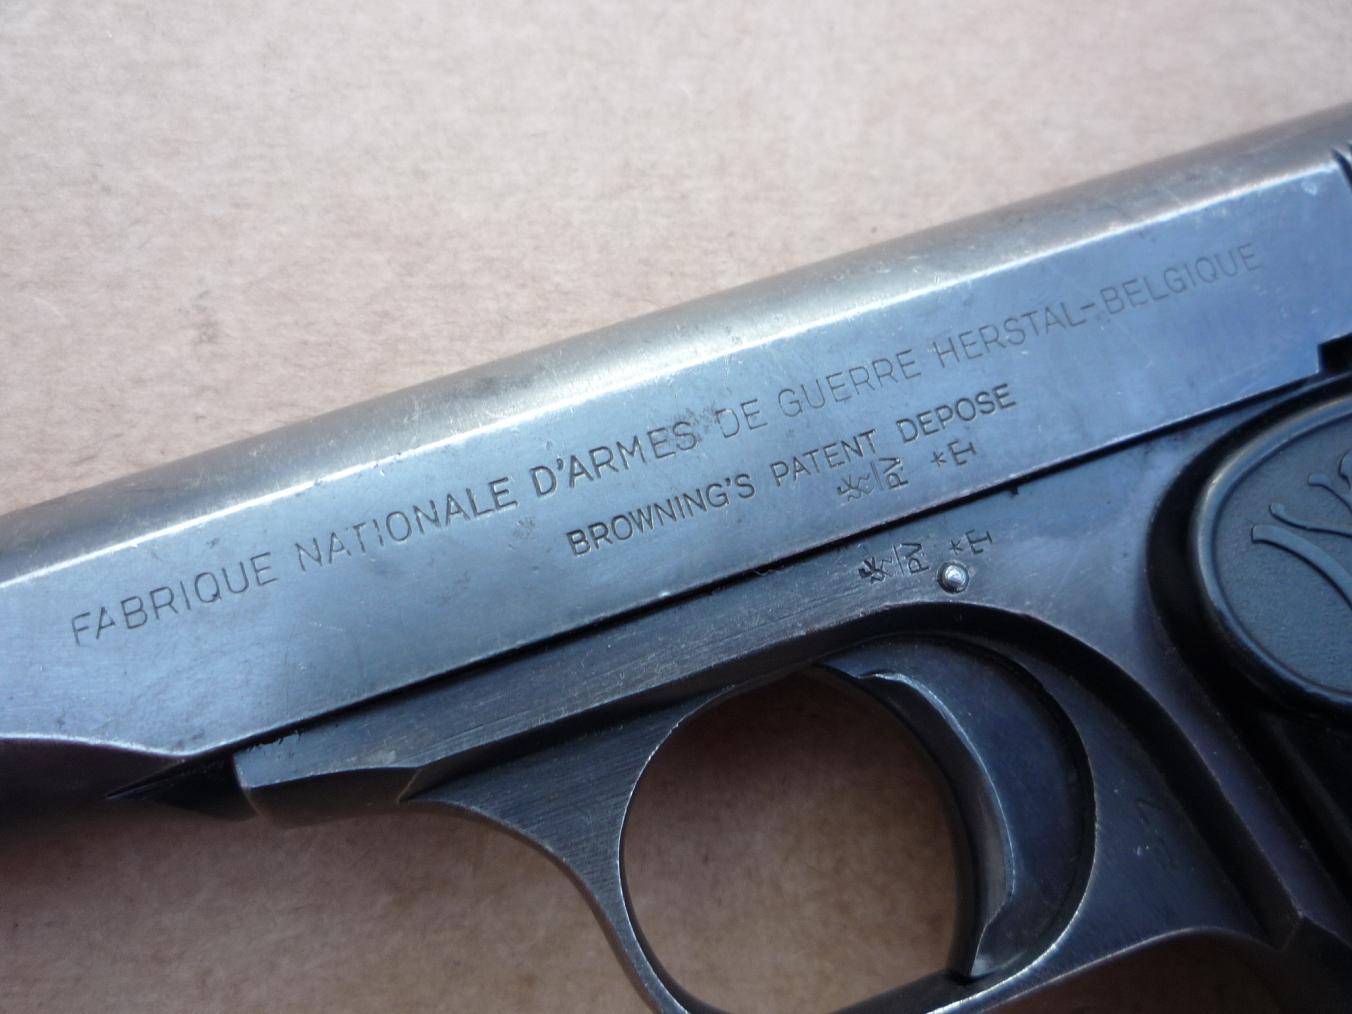 FABRIQUE NATIONALE D'ARMES DE GUERRE HERSTAL-BELGIQUE
BROWNING'S PATENT DEPOSE
PV *E
PV *E